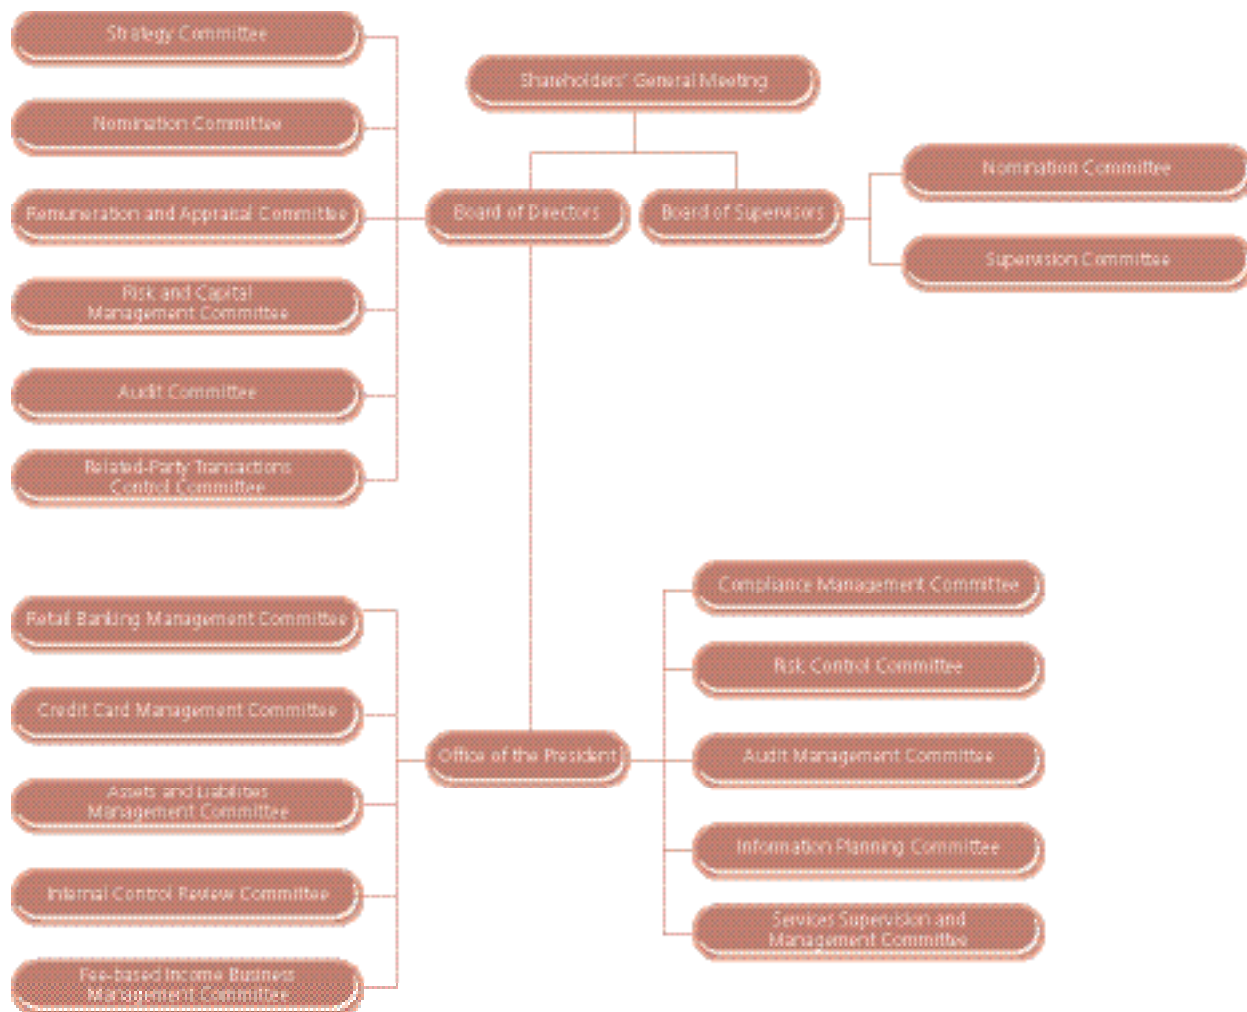 Strategy Committee
Shareholders' General Meeting
Nomination Committee
Nomination Committee
Remuneration and Appraisal Committee
Board of Directors
Board of Supervisors
Supervision Committee
Risk and Capital
Management Committee
Audit Committee
Related-Party Transactions
Control Committee
Compliance Management Committee
Retail Banking Management Committee
Risk Control Committee
Credit Card Management Committee
Office of the President
Audit Management Committee
Assets and Liabilities
Management Committee
Information Planning Committee
Internal Control Review Committee
Services Supervision and
Management Committee
Fee-based Income Business
Management Committee